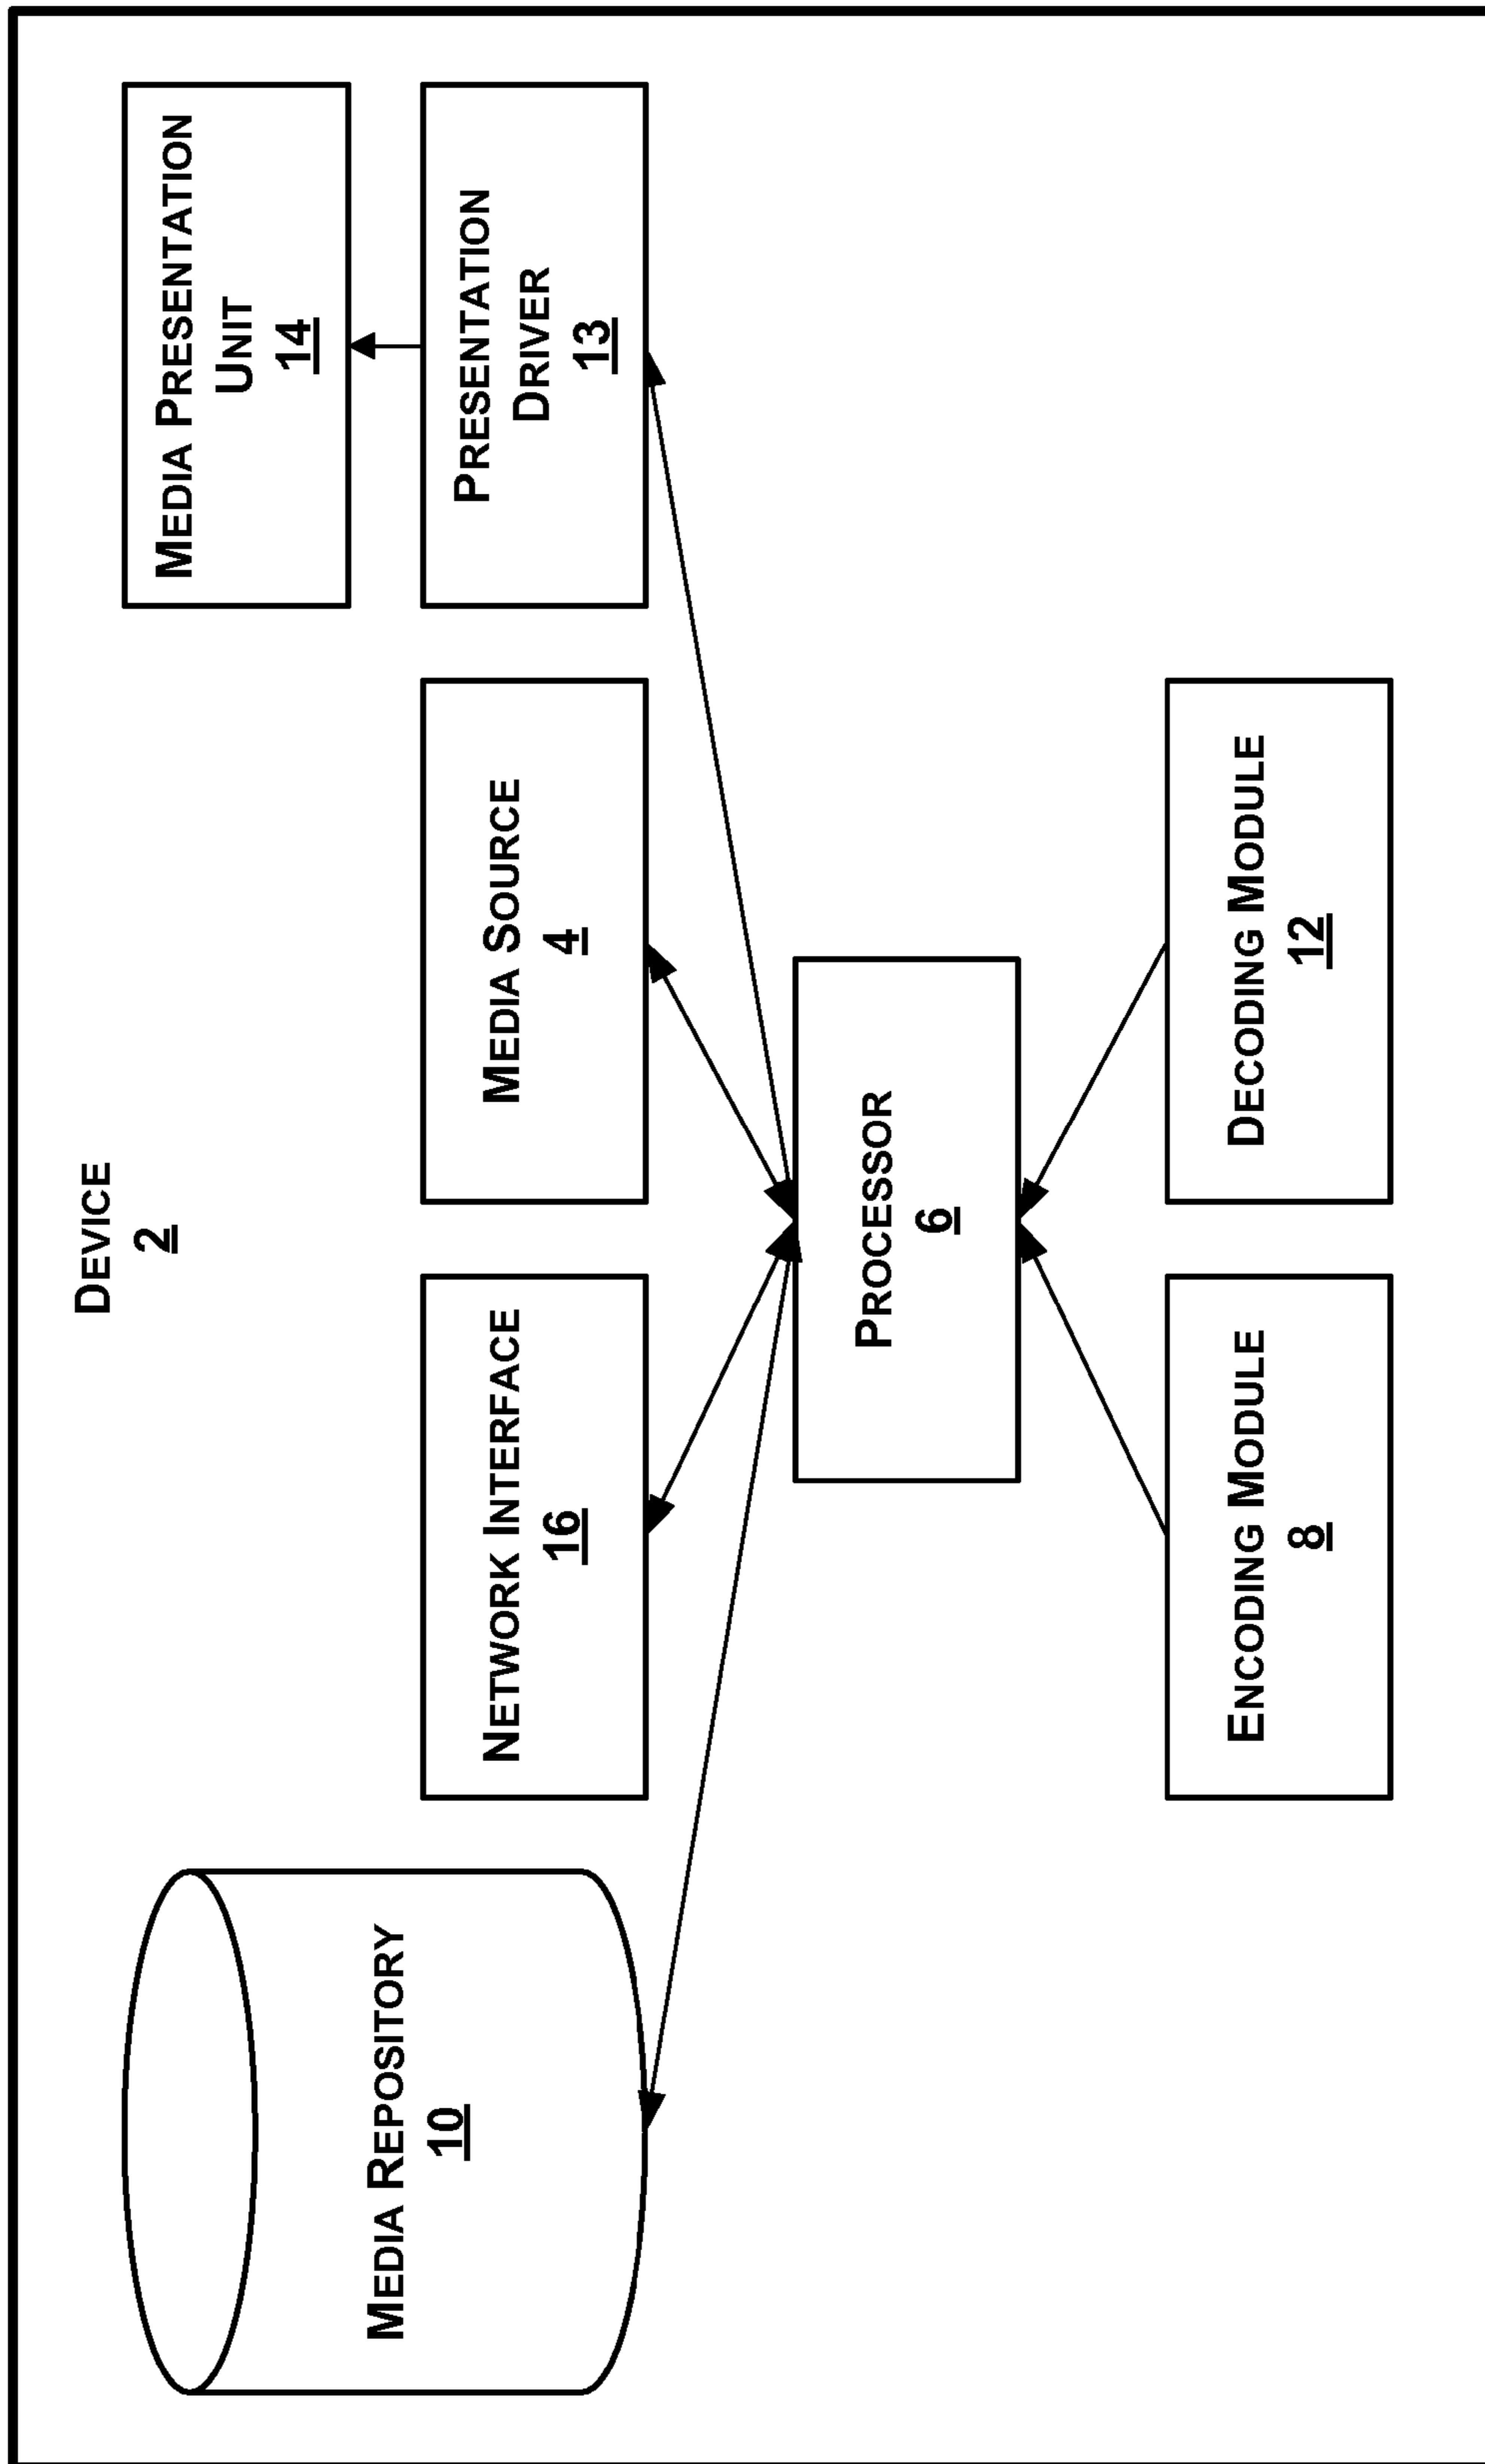 DEVICE
2
MEDIA REPOSITORY
10
NETWORK INTERFACE
16
MEDIA SOURCE
4
MEDIA PRESENTATION
UNIT
14
PRESENTATION
DRIVER
13
PROCESSOR
6
ENCODING MODULE
8
DECODING MODULE
12